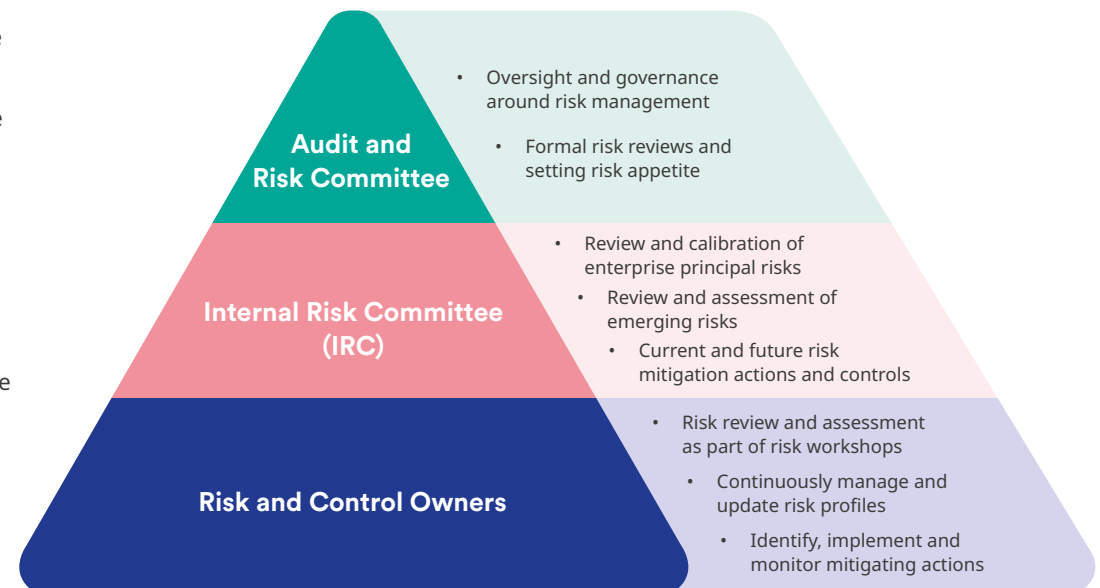 Audit and
Risk Committee
• Oversight and governance
around risk management
• Formal risk reviews and
setting risk appetite
Internal Risk Committee
(IRC)
• Review and calibration of
enterprise principal risks
• Review and assessment of
emerging risks
• Current and future risk
mitigation actions and controls
Risk and Control Owners
• Risk review and assessment
as part of risk workshops
• Continuously manage and
update risk profiles
• Identify, implement and
monitor mitigating actions